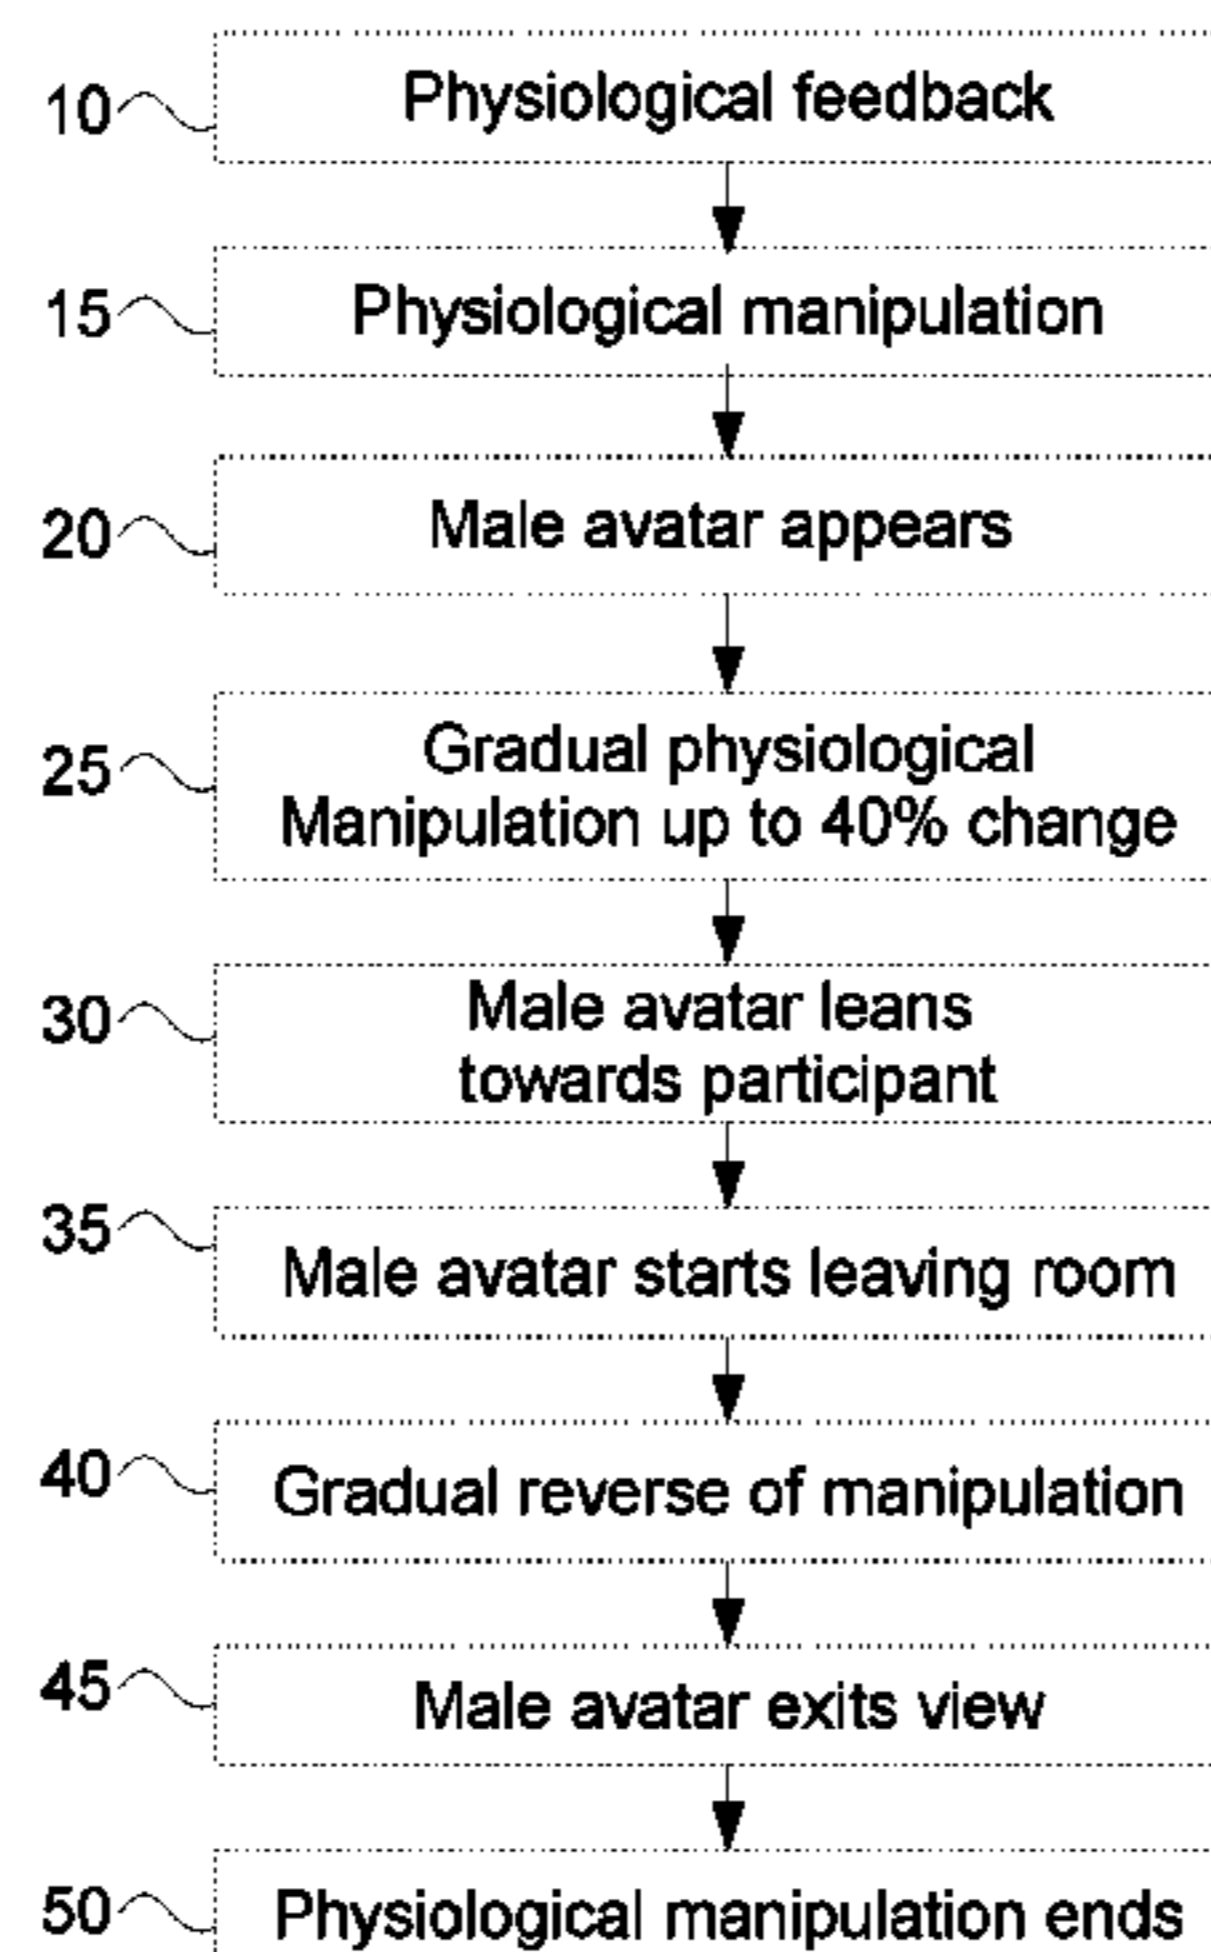 10 Physiological feedback
15 Physiological manipulation
20 Male avatar appears
25 Gradual physiological
Manipulation up to 40% change
30 Male avatar leans
towards participant
35 Male avatar starts leaving room
40 Gradual reverse of manipulation
45 Male avatar exits view
50 Physiological manipulation ends